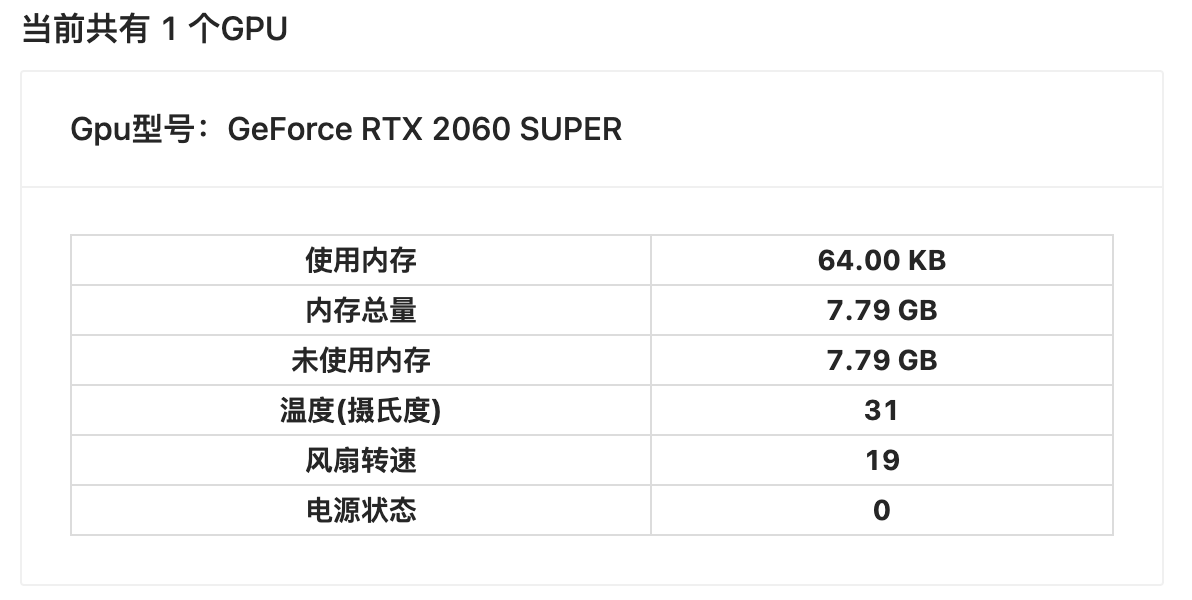 当前共有 1 个GPU
Gpu型号：GeForce RTX 2060 SUPER
使用内存 64.00 KB
内存总量 7.79 GB
未使用内存 7.79 GB
温度(摄氏度) 31
风扇转速 19
电源状态 0